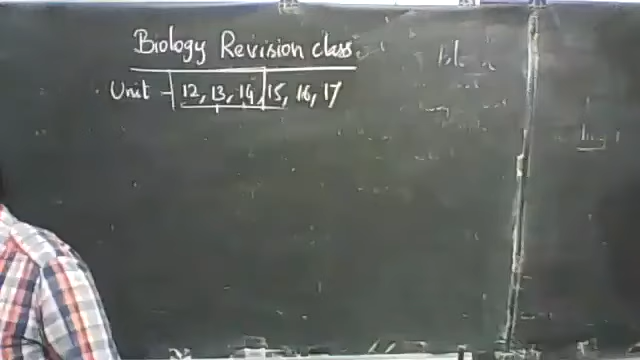 Biology Revision class
Unit - 12, 13, 14, 15, 16, 17